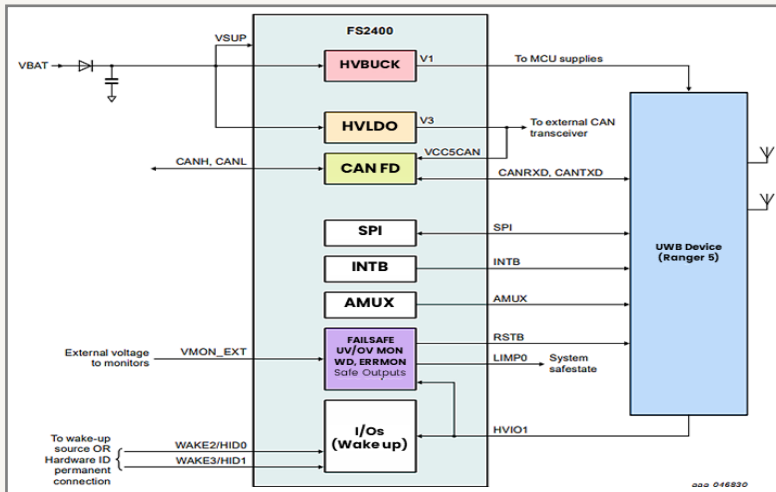 FS2400
VSUP
VBAT
HVBUCK
V1
To MCU supplies
HVLDO
V3
To external CAN
transceiver
VCC5CAN
CANH, CANL
CAN FD
CANRXD, CANTXD
SPI
SPI
UWB Device
(Ranger 5)
INTB
INTB
AMUX
AMUX
External voltage
to monitors
VMON_EXT
FAILSAFE
UV/OV MON
WD, ERRMON
Safe Outputs
RSTB
LIMP0
System
safestate
I/Os
(Wake up)
HVIO1
To wake-up
source OR
Hardware ID
permanent
connection
WAKE2/HID0
WAKE3/HID1
aaa_046830